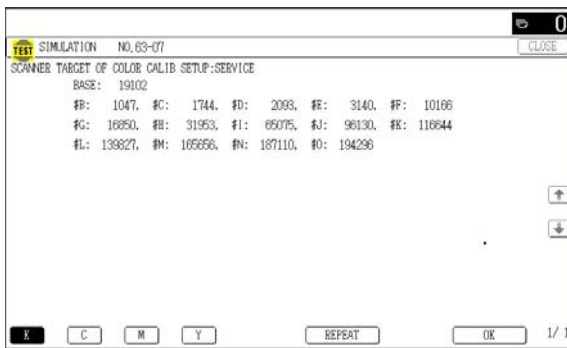 0
TEST SIMULATION NO.63-07 CLOSE
SCANNER TARGET OF COLOR CALIB SETUP:SERVICE
BASE: 19102
#B: 1047, #C: 1744, #D: 2093, #E: 3140, #F: 10166
#G: 16850, #H: 31953, #I: 65075, #J: 96130, #K: 116644
#L: 139827, #M: 165656, #N: 187110, #O: 194296
K C M Y REPEAT OK 1/ 1